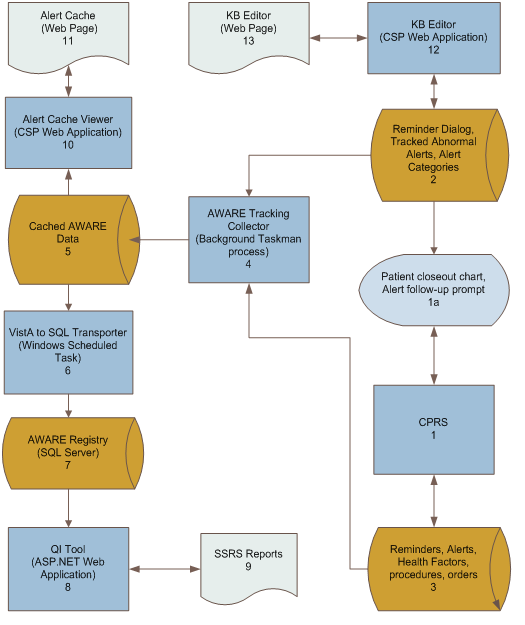 Alert Cache
(Web Page)
11
KB Editor
(Web Page)
13
KB Editor
(CSP Web Application)
12
Alert Cache Viewer
(CSP Web Application)
10
Reminder Dialog,
Tracked Abnormal
Alerts, Alert
Categories
2
Cached AWARE
Data
5
AWARE Tracking
Collector
(Background Taskman
process)
4
Patient closeout chart,
Alert follow-up prompt
1a
VistA to SQL Transporter
(Windows Scheduled
Task)
6
CPRS
1
AWARE Registry
(SQL Server)
7
QI Tool
(ASP.NET Web
Application)
8
SSRS Reports
9
Reminders, Alerts,
Health Factors,
procedures, orders
3